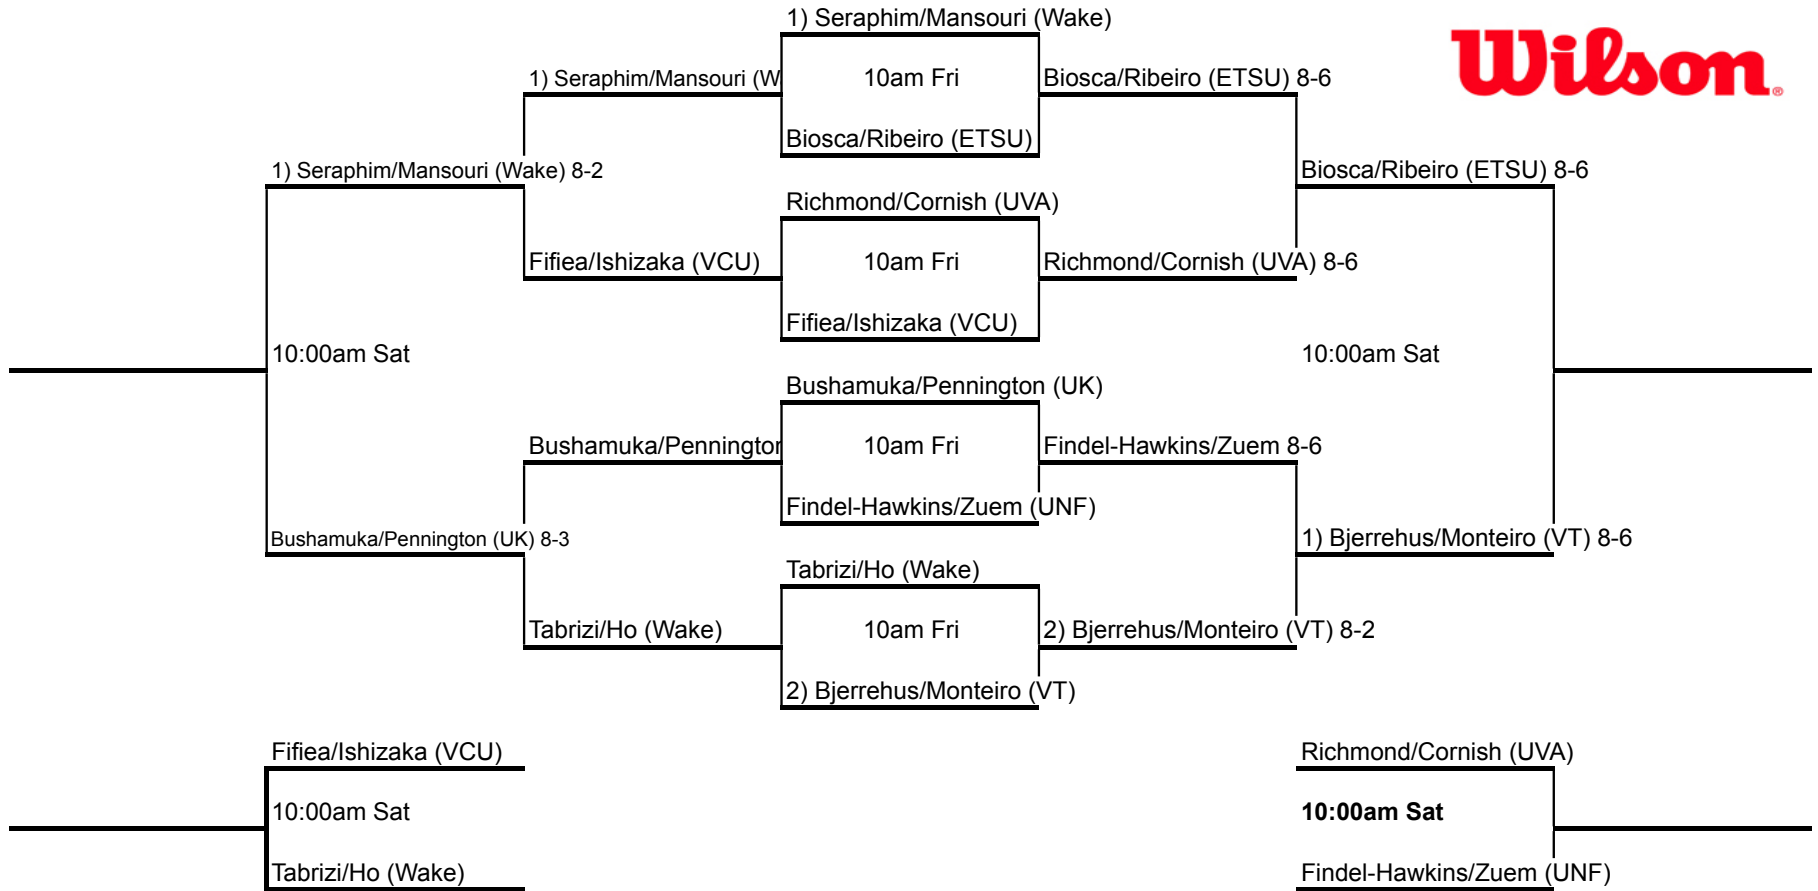 1) Seraphim/Mansouri (Wake)
Wilson
1) Seraphim/Mansouri (W
10am Fri
Biosca/Ribeiro (ETSU) 8-6
Biosca/Ribeiro (ETSU)
1) Seraphim/Mansouri (Wake) 8-2
Biosca/Ribeiro (ETSU) 8-6
Richmond/Cornish (UVA)
Fifiea/Ishizaka (VCU)
10am Fri
Richmond/Cornish (UVA) 8-6
Fifiea/Ishizaka (VCU)
10:00am Sat
10:00am Sat
Bushamuka/Pennington (UK)
Bushamuka/Pennington
10am Fri
Findel-Hawkins/Zuem 8-6
Findel-Hawkins/Zuem (UNF)
Bushamuka/Pennington (UK) 8-3
1) Bjerrehus/Monteiro (VT) 8-6
Tabrizi/Ho (Wake)
Tabrizi/Ho (Wake)
10am Fri
2) Bjerrehus/Monteiro (VT) 8-2
2) Bjerrehus/Monteiro (VT)
Fifiea/Ishizaka (VCU)
Richmond/Cornish (UVA)
10:00am Sat
10:00am Sat
Tabrizi/Ho (Wake)
Findel-Hawkins/Zuem (UNF)